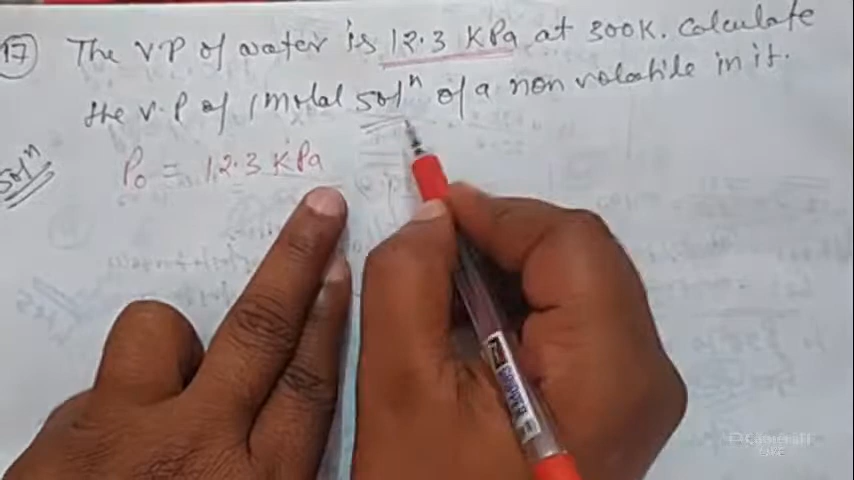 17 The V.P of water is 12.3 KPa at 300K. Calculate
the V.P of 1 molal solⁿ of a non volatile in it.
Solⁿ P₀ = 12.3 KPa